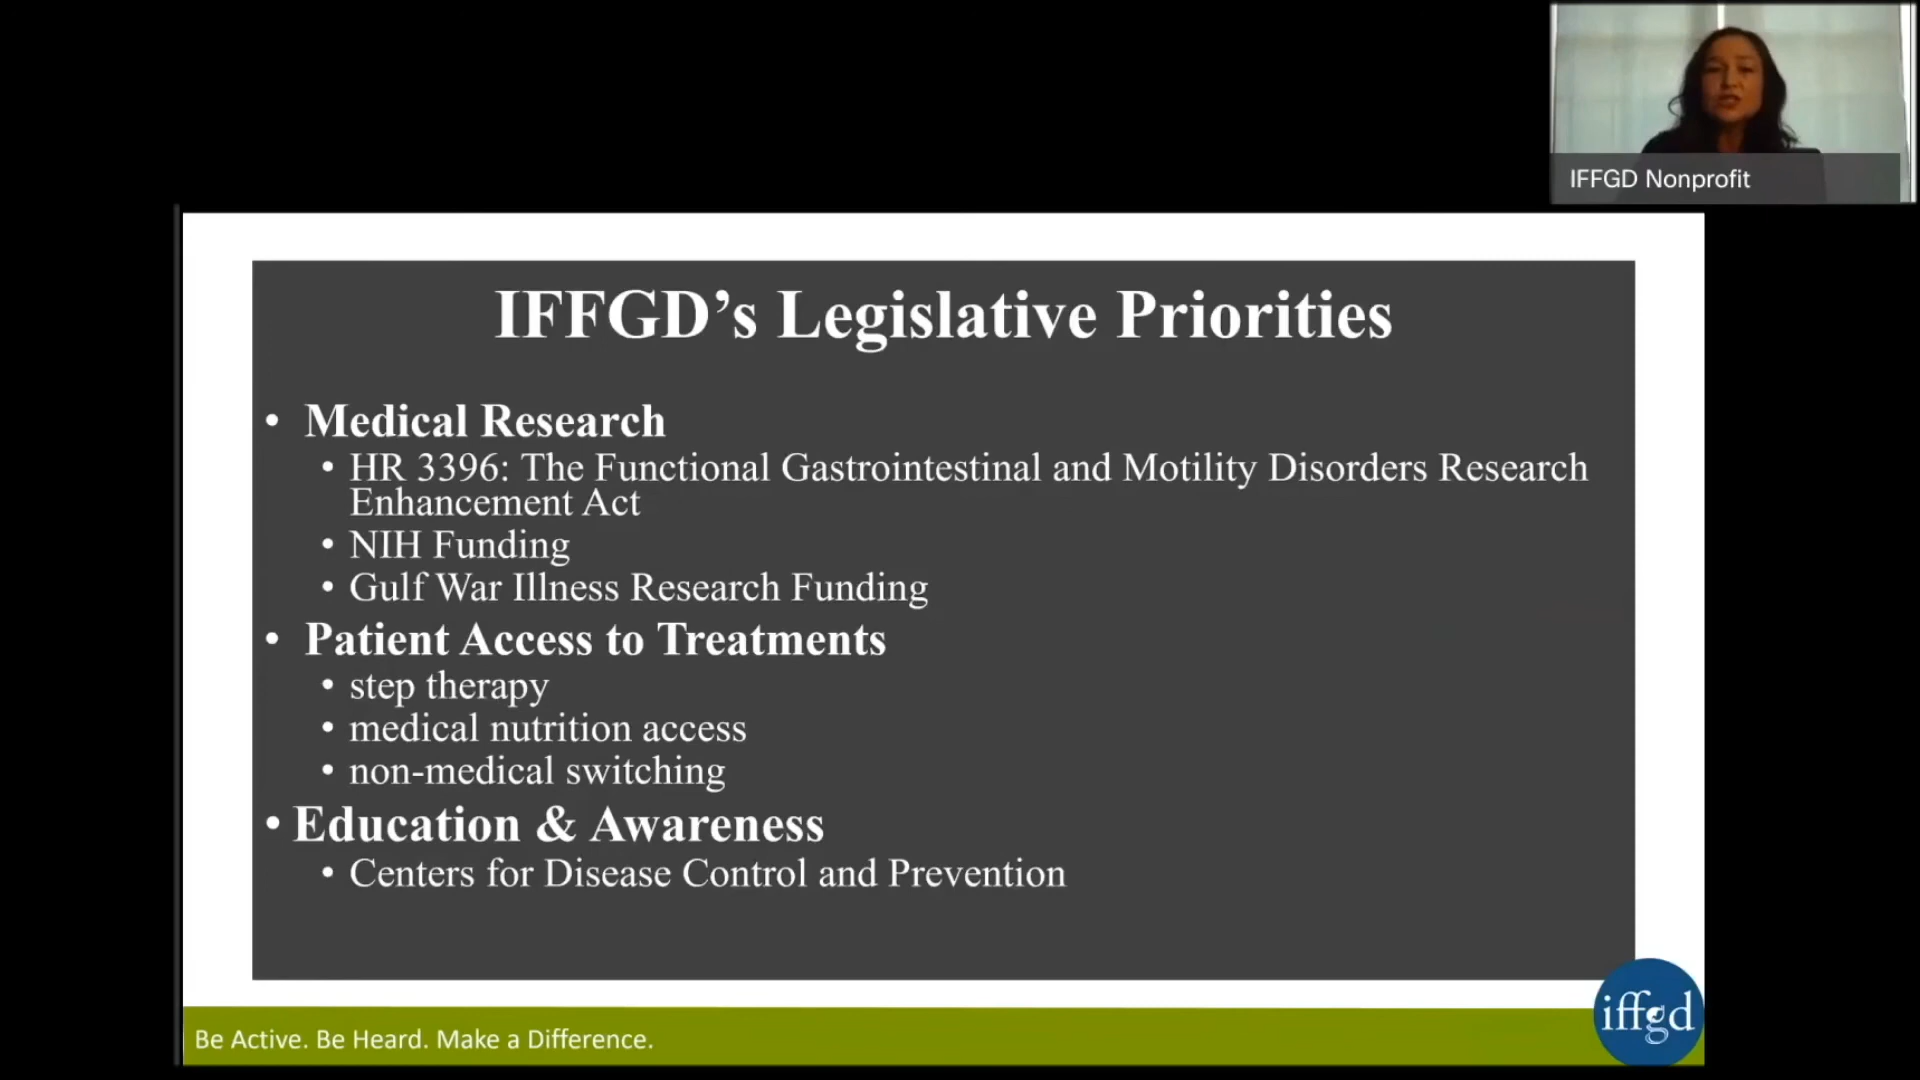 IFFGD Nonprofit
IFFGD’s Legislative Priorities
• Medical Research
• HR 3396: The Functional Gastrointestinal and Motility Disorders Research
Enhancement Act
• NIH Funding
• Gulf War Illness Research Funding
• Patient Access to Treatments
• step therapy
• medical nutrition access
• non-medical switching
• Education & Awareness
• Centers for Disease Control and Prevention
iffgd
Be Active. Be Heard. Make a Difference.